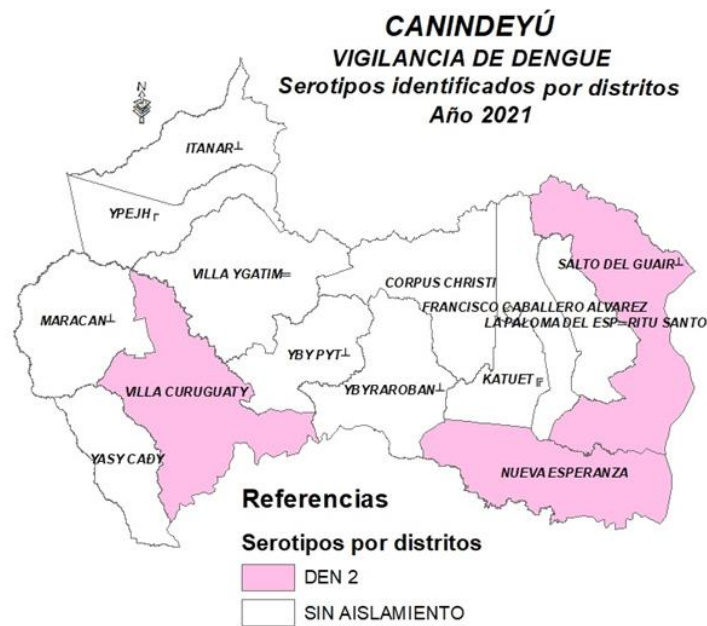 CANINDEYÚ
VIGILANCIA DE DENGUE
Serotipos identificados por distritos
Año 2021
N
ITANAR┴
YPEJH┌
VILLA YGATIM═
CORPUS CHRISTI
SALTO DEL GUAIR┴
FRANCISCO CABALLERO ALVAREZ
MARACAN┴
LA PALOMA DEL ESP═RITU SANTO
YBY PYT┴
YBYRAROBAN┴
KATUET╔
VILLA CURUGUATY
YASY CAÐY
NUEVA ESPERANZA
Referencias
Serotipos por distritos
DEN 2
SIN AISLAMIENTO